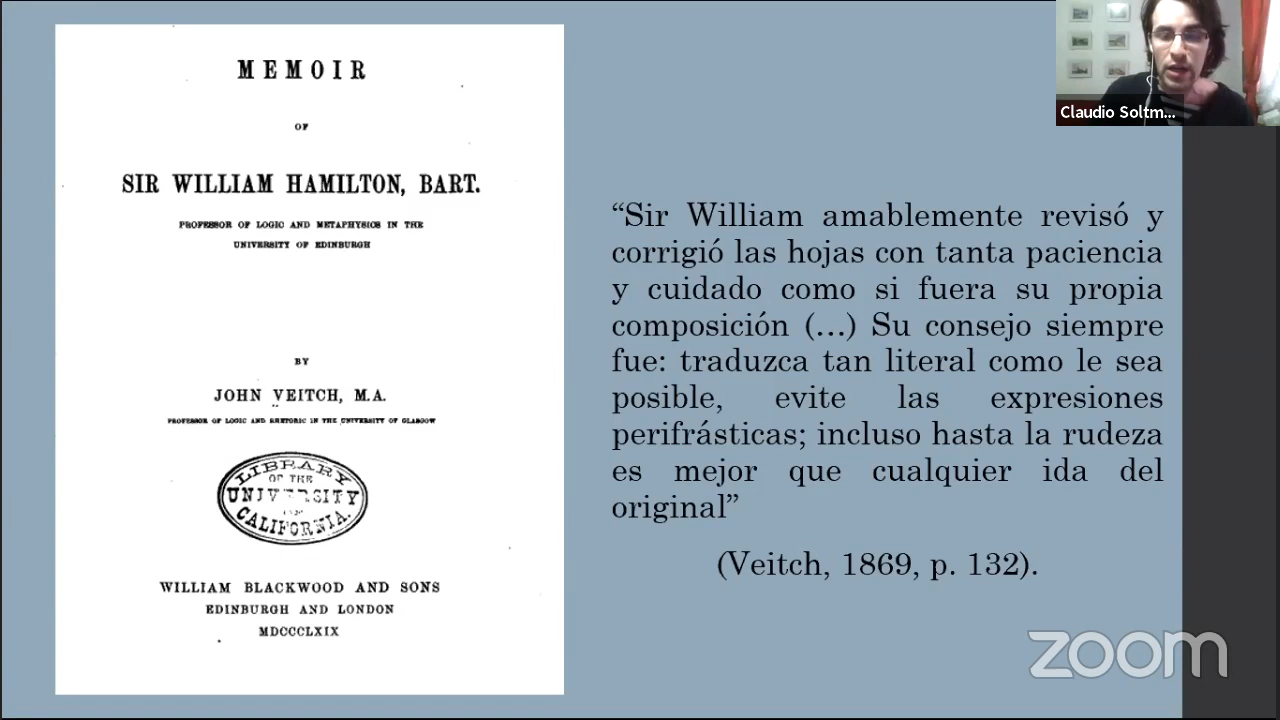 MEMOIR
OF
SIR WILLIAM HAMILTON, BART.
PROFESSOR OF LOGIC AND METAPHYSICS IN THE
UNIVERSITY OF EDINBURGH
BY
JOHN VEITCH, M.A.
PROFESSOR OF LOGIC AND RHETORIC IN THE UNIVERSITY OF GLASGOW
LIBRARY
OF THE
UNIVERSITY
CALIFORNIA.
WILLIAM BLACKWOOD AND SONS
EDINBURGH AND LONDON
MDCCCLXIX
Claudio Soltm...
“Sir William amablemente revisó y
corrigió las hojas con tanta paciencia
y cuidado como si fuera su propia
composición (…) Su consejo siempre
fue: traduzca tan literal como le sea
posible, evite las expresiones
perifrásticas; incluso hasta la rudeza
es mejor que cualquier ida del
original”
(Veitch, 1869, p. 132).
zoom